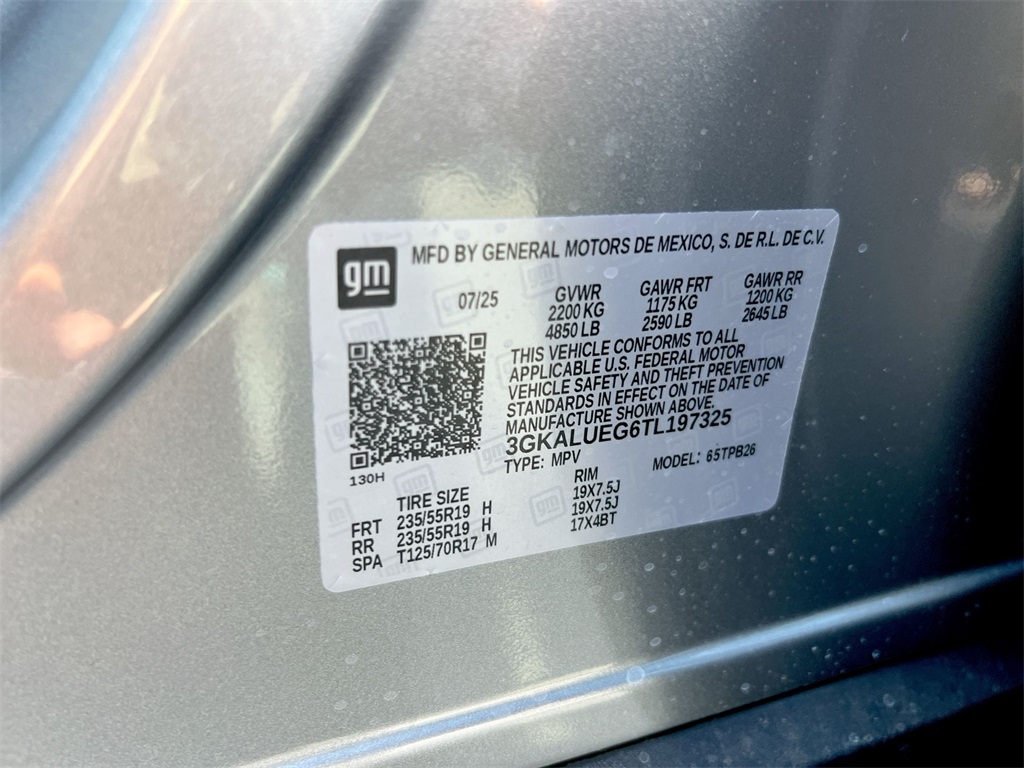 gm
MFD BY GENERAL MOTORS DE MEXICO, S. DE R.L. DE C.V.
07/25
GVWR GAWR FRT GAWR RR
2200 KG 1175 KG 1200 KG
4850 LB 2590 LB 2645 LB
THIS VEHICLE CONFORMS TO ALL
APPLICABLE U.S. FEDERAL MOTOR
VEHICLE SAFETY AND THEFT PREVENTION
STANDARDS IN EFFECT ON THE DATE OF
MANUFACTURE SHOWN ABOVE.
3GKALUEG6TL197325
TYPE: MPV MODEL: 65TPB26
130H
TIRE SIZE RIM
FRT 235/55R19 H 19X7.5J
RR 235/55R19 H 19X7.5J
SPA T125/70R17 M 17X4BT